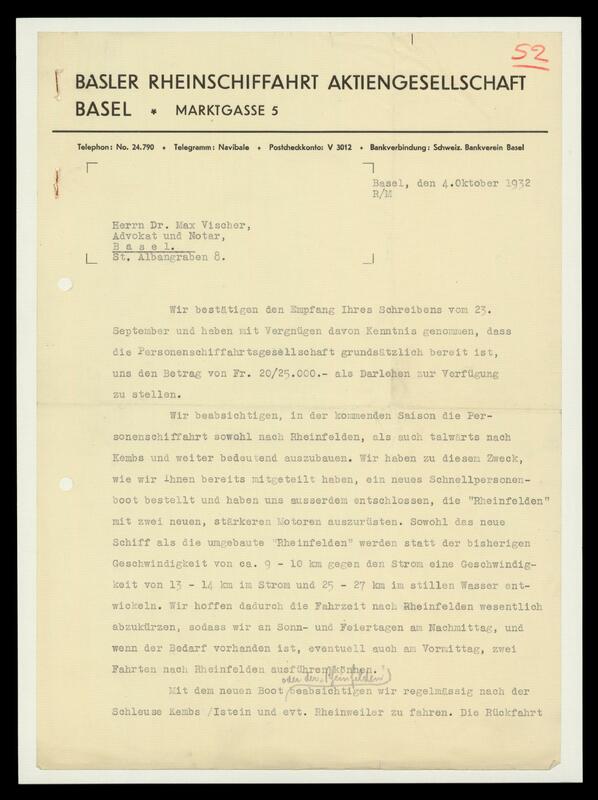 52
BASLER RHEINSCHIFFAHRT AKTIENGESELLSCHAFT
BASEL * MARKTGASSE 5
Telephon: No. 24.790 • Telegramm: Navibale • Postcheckkonto: V 3012 • Bankverbindung: Schweiz. Bankverein Basel
Basel, den 4.Oktober 1932
R/M
Herrn Dr. Max Vischer,
Advokat und Notar,
B a s e l.
St. Albangraben 8.
Wir bestätigen den Empfang Ihres Schreibens vom 23.
September und haben mit Vergnügen davon Kenntnis genommen, dass
die Personenschiffahrtsgesellschaft grundsätzlich bereit ist,
uns den Betrag von Fr. 20/25.000.- als Darlehen zur Verfügung
zu stellen.
Wir beabsichtigen, in der kommenden Saison die Per-
sonenschiffahrt sowohl nach Rheinfelden, als auch talwärts nach
Kembs und weiter bedeutend auszubauen. Wir haben zu diesem Zweck,
wie wir Ihnen bereits mitgeteilt haben, ein neues Schnellpersonen-
boot bestellt und haben uns ausserdem entschlossen, die "Rheinfelden"
mit zwei neuen, stärkeren Motoren auszurüsten. Sowohl das neue
Schiff als die umgebaute "Rheinfelden" werden statt der bisherigen
Geschwindigkeit von ca. 9 - 10 km gegen den Strom eine Geschwindig-
keit von 13 - 14 km im Strom und 25 - 27 km im stillen Wasser ent-
wickeln. Wir hoffen dadurch die Fahrzeit nach Rheinfelden wesentlich
abzukürzen, sodass wir an Sonn- und Feiertagen am Nachmittag, und
wenn der Bedarf vorhanden ist, eventuell auch am Vormittag, zwei
Fahrten nach Rheinfelden ausführen können.
oder der "Rheinfelden"
Mit dem neuen Boot beabsichtigen wir regelmässig nach der
Schleuse Kembs /Istein und evt. Rheinweiler zu fahren. Die Rückfahrt